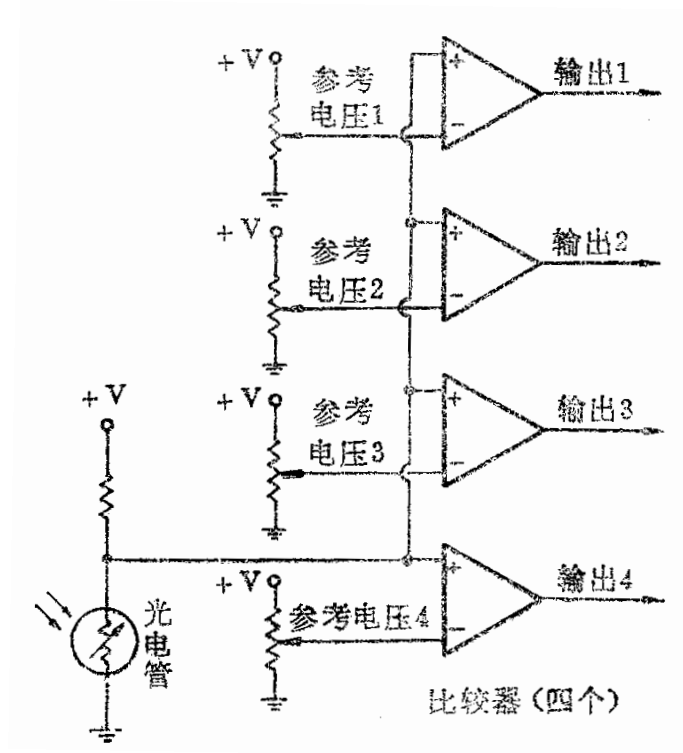 +V
参考
电压1
+
−
输出1
+V
参考
电压2
+
−
输出2
+V
+V
参考
电压3
+
−
输出3
+V
参考电压4
+
−
输出4
光
电
管
比较器(四个)